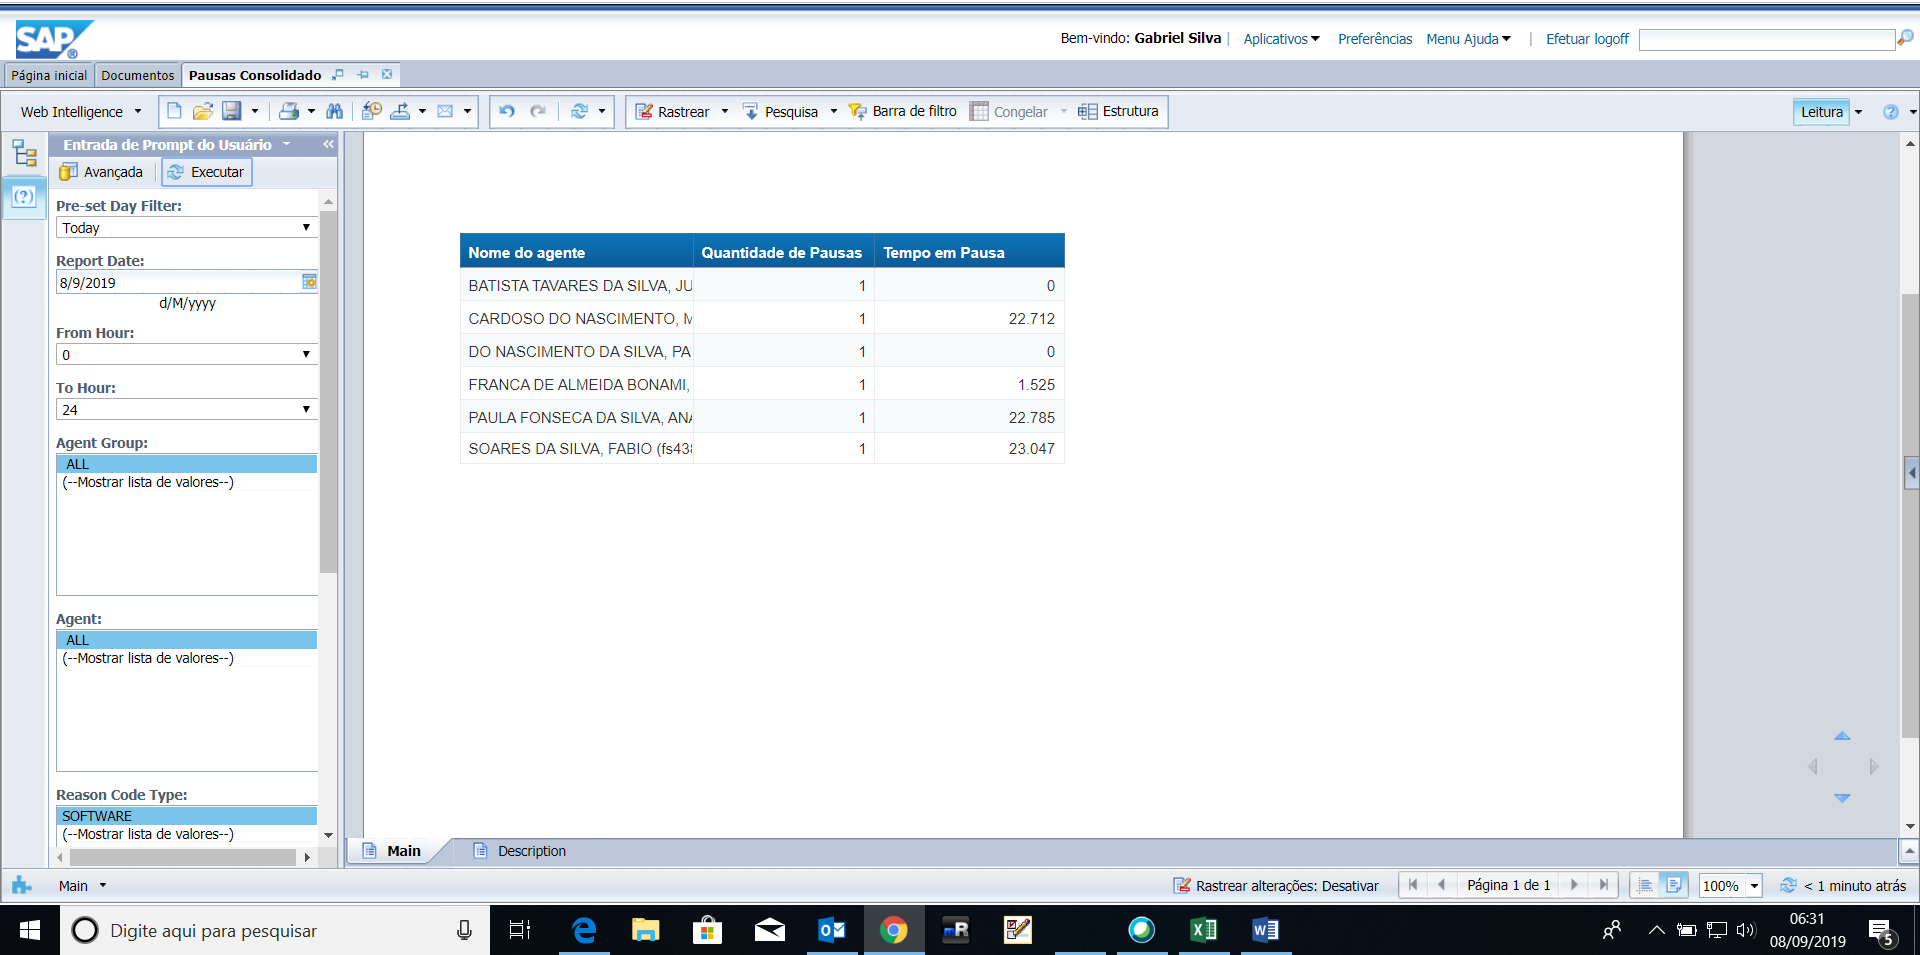 SAP
Bem-vindo: Gabriel Silva | Aplicativos Preferências Menu Ajuda | Efetuar logoff
Página inicial Documentos Pausas Consolidado
Web Intelligence Rastrear Pesquisa Barra de filtro Congelar Estrutura Leitura
Entrada de Prompt do Usuário
Avançada Executar
Pre-set Day Filter:
Today
Report Date:
8/9/2019
d/M/yyyy
From Hour:
0
To Hour:
24
Agent Group:
ALL
(--Mostrar lista de valores--)
Agent:
ALL
(--Mostrar lista de valores--)
Reason Code Type:
SOFTWARE
(--Mostrar lista de valores--)
Nome do agente Quantidade de Pausas Tempo em Pausa
BATISTA TAVARES DA SILVA, JU 1 0
CARDOSO DO NASCIMENTO, M 1 22.712
DO NASCIMENTO DA SILVA, PA 1 0
FRANCA DE ALMEIDA BONAMI, 1 1.525
PAULA FONSECA DA SILVA, ANA 1 22.785
SOARES DA SILVA, FABIO (fs438 1 23.047
Main Description
Main Rastrear alterações: Desativar Página 1 de 1 100% < 1 minuto atrás
Digite aqui para pesquisar
06:31
08/09/2019
5